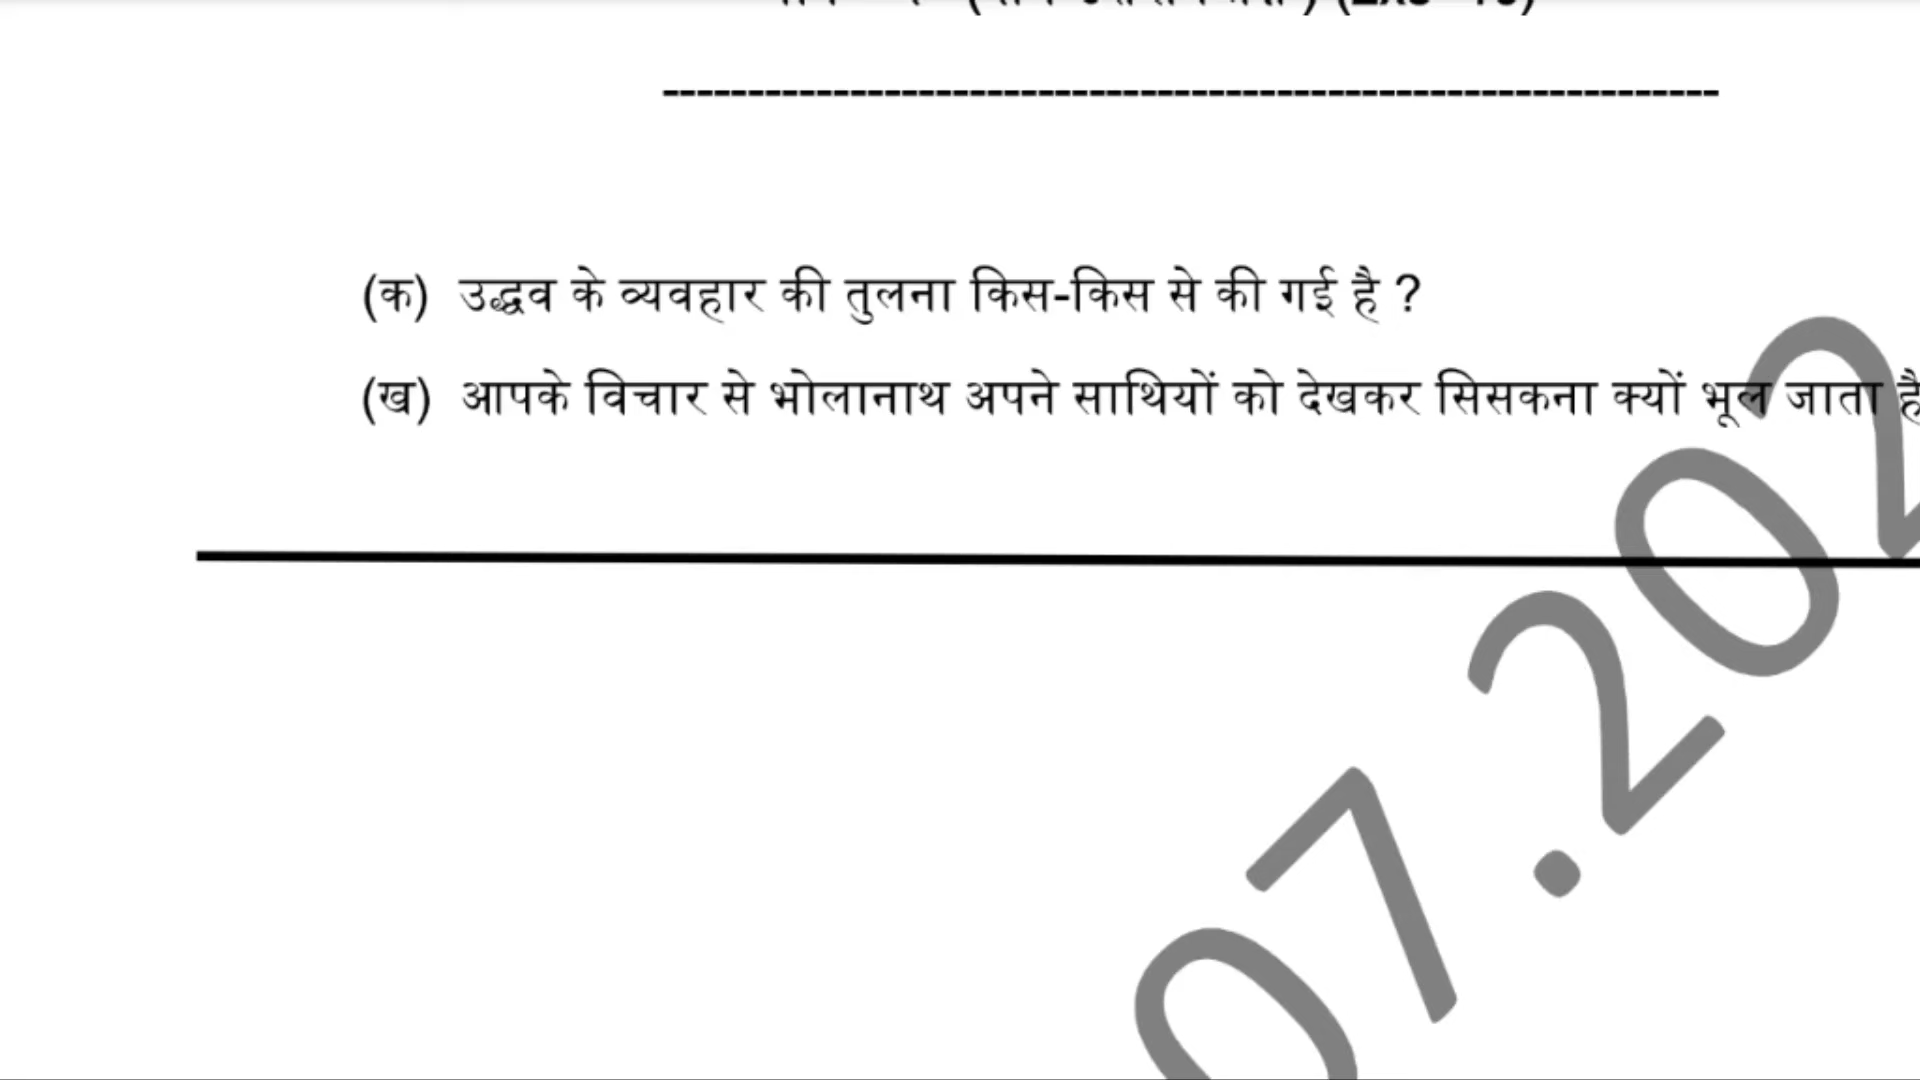 -------------------------------------------------------------
(क) उद्धव के व्यवहार की तुलना किस-किस से की गई है ?
(ख) आपके विचार से भोलानाथ अपने साथियों को देखकर सिसकना क्यों भूल जाता है
07.202